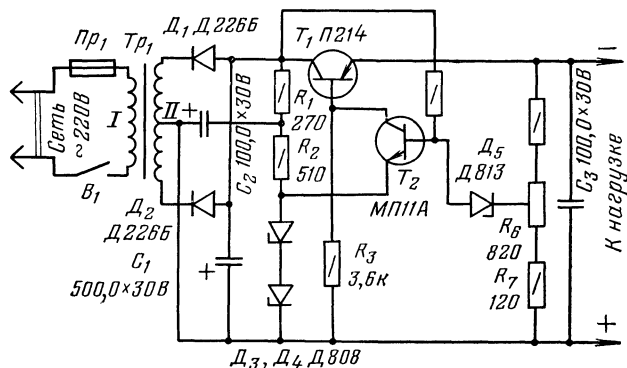 Д₁ Д226Б
T₁ П214
−
Пр₁
Тр₁
Сеть
~ 220В
I
II
+
В₁
R₁
270
R₂
510
C₂ 100,0×30В
T₂
МП11А
Д₅
Д813
C₃ 100,0×30В
К нагрузке
Д₂
Д226Б
C₁
500,0×30В
+
R₃
3,6к
R₆
820
R₇
120
+
Д₃, Д₄ Д808